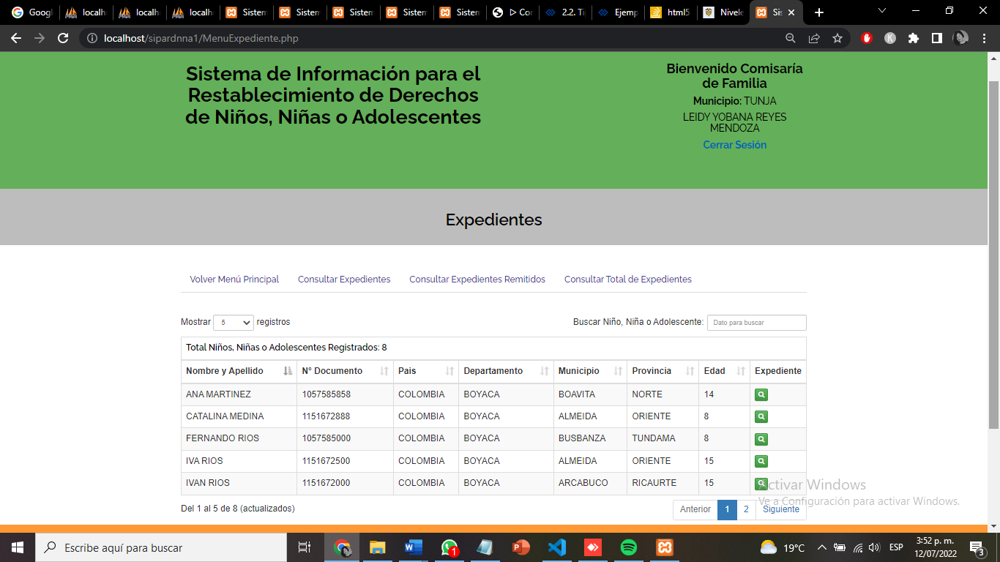 Googl
localh
localh
localh
Sistem
Sistem
Sistem
Sistem
Sistem
Cor
2.2. Ti
Ejemp
html5
Nivele
Sis
localhost/sipardnna1/MenuExpediente.php
Sistema de Información para el
Restablecimiento de Derechos
de Niños, Niñas o Adolescentes
Bienvenido Comisaría
de Familia
Municipio: TUNJA
LEIDY YOBANA REYES
MENDOZA
Cerrar Sesión
Expedientes
Volver Menú Principal Consultar Expedientes Consultar Expedientes Remitidos Consultar Total de Expedientes
Mostrar 5 registros Buscar Niño, Niña o Adolescente: Dato para buscar
Total Niños, Niñas o Adolescentes Registrados: 8
Nombre y Apellido N° Documento Pais Departamento Municipio Provincia Edad Expediente
ANA MARTINEZ 1057585858 COLOMBIA BOYACA BOAVITA NORTE 14
CATALINA MEDINA 1151672888 COLOMBIA BOYACA ALMEIDA ORIENTE 8
FERNANDO RIOS 1057585000 COLOMBIA BOYACA BUSBANZA TUNDAMA 8
IVA RIOS 1151672500 COLOMBIA BOYACA ALMEIDA ORIENTE 15
IVAN RIOS 1151672000 COLOMBIA BOYACA ARCABUCO RICAURTE 15
Activar Windows
Ve a Configuración para activar Windows.
Del 1 al 5 de 8 (actualizados) Anterior 1 2 Siguiente
Escribe aquí para buscar
1
19°C
ESP
3:52 p. m.
12/07/2022
3